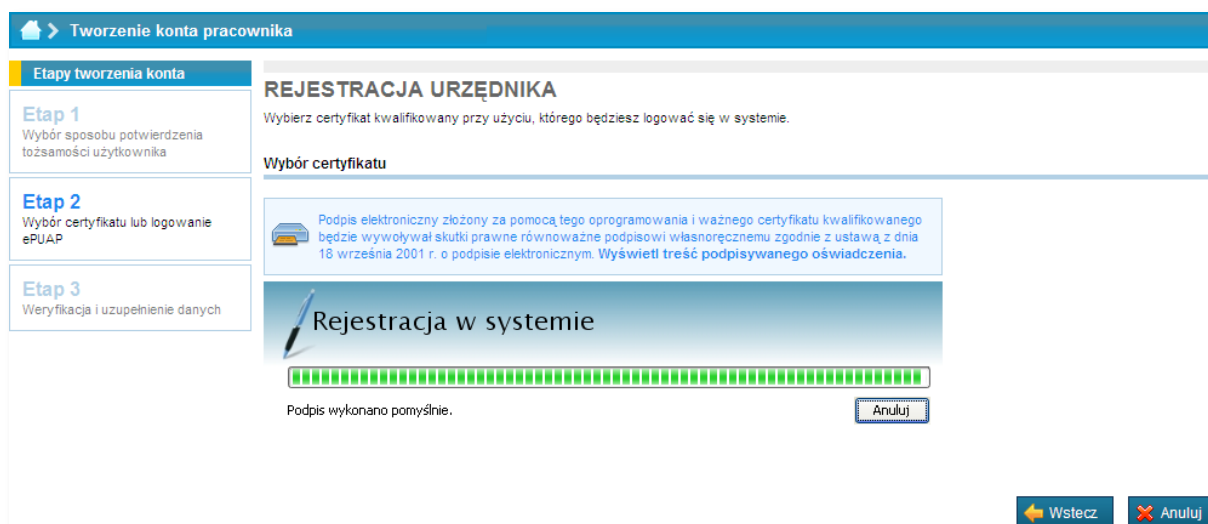 Tworzenie konta pracownika
Etapy tworzenia konta
Etap 1
Wybór sposobu potwierdzenia
tożsamości użytkownika
Etap 2
Wybór certyfikatu lub logowanie
ePUAP
Etap 3
Weryfikacja i uzupełnienie danych
REJESTRACJA URZĘDNIKA
Wybierz certyfikat kwalifikowany przy użyciu, którego będziesz logować się w systemie.
Wybór certyfikatu
Podpis elektroniczny złożony za pomocą tego oprogramowania i ważnego certyfikatu kwalifikowanego
będzie wywoływał skutki prawne równoważne podpisowi własnoręcznemu zgodnie z ustawą z dnia
18 września 2001 r. o podpisie elektronicznym. Wyświetl treść podpisywanego oświadczenia.
Rejestracja w systemie
Podpis wykonano pomyślnie.
Anuluj
Wstecz
Anuluj